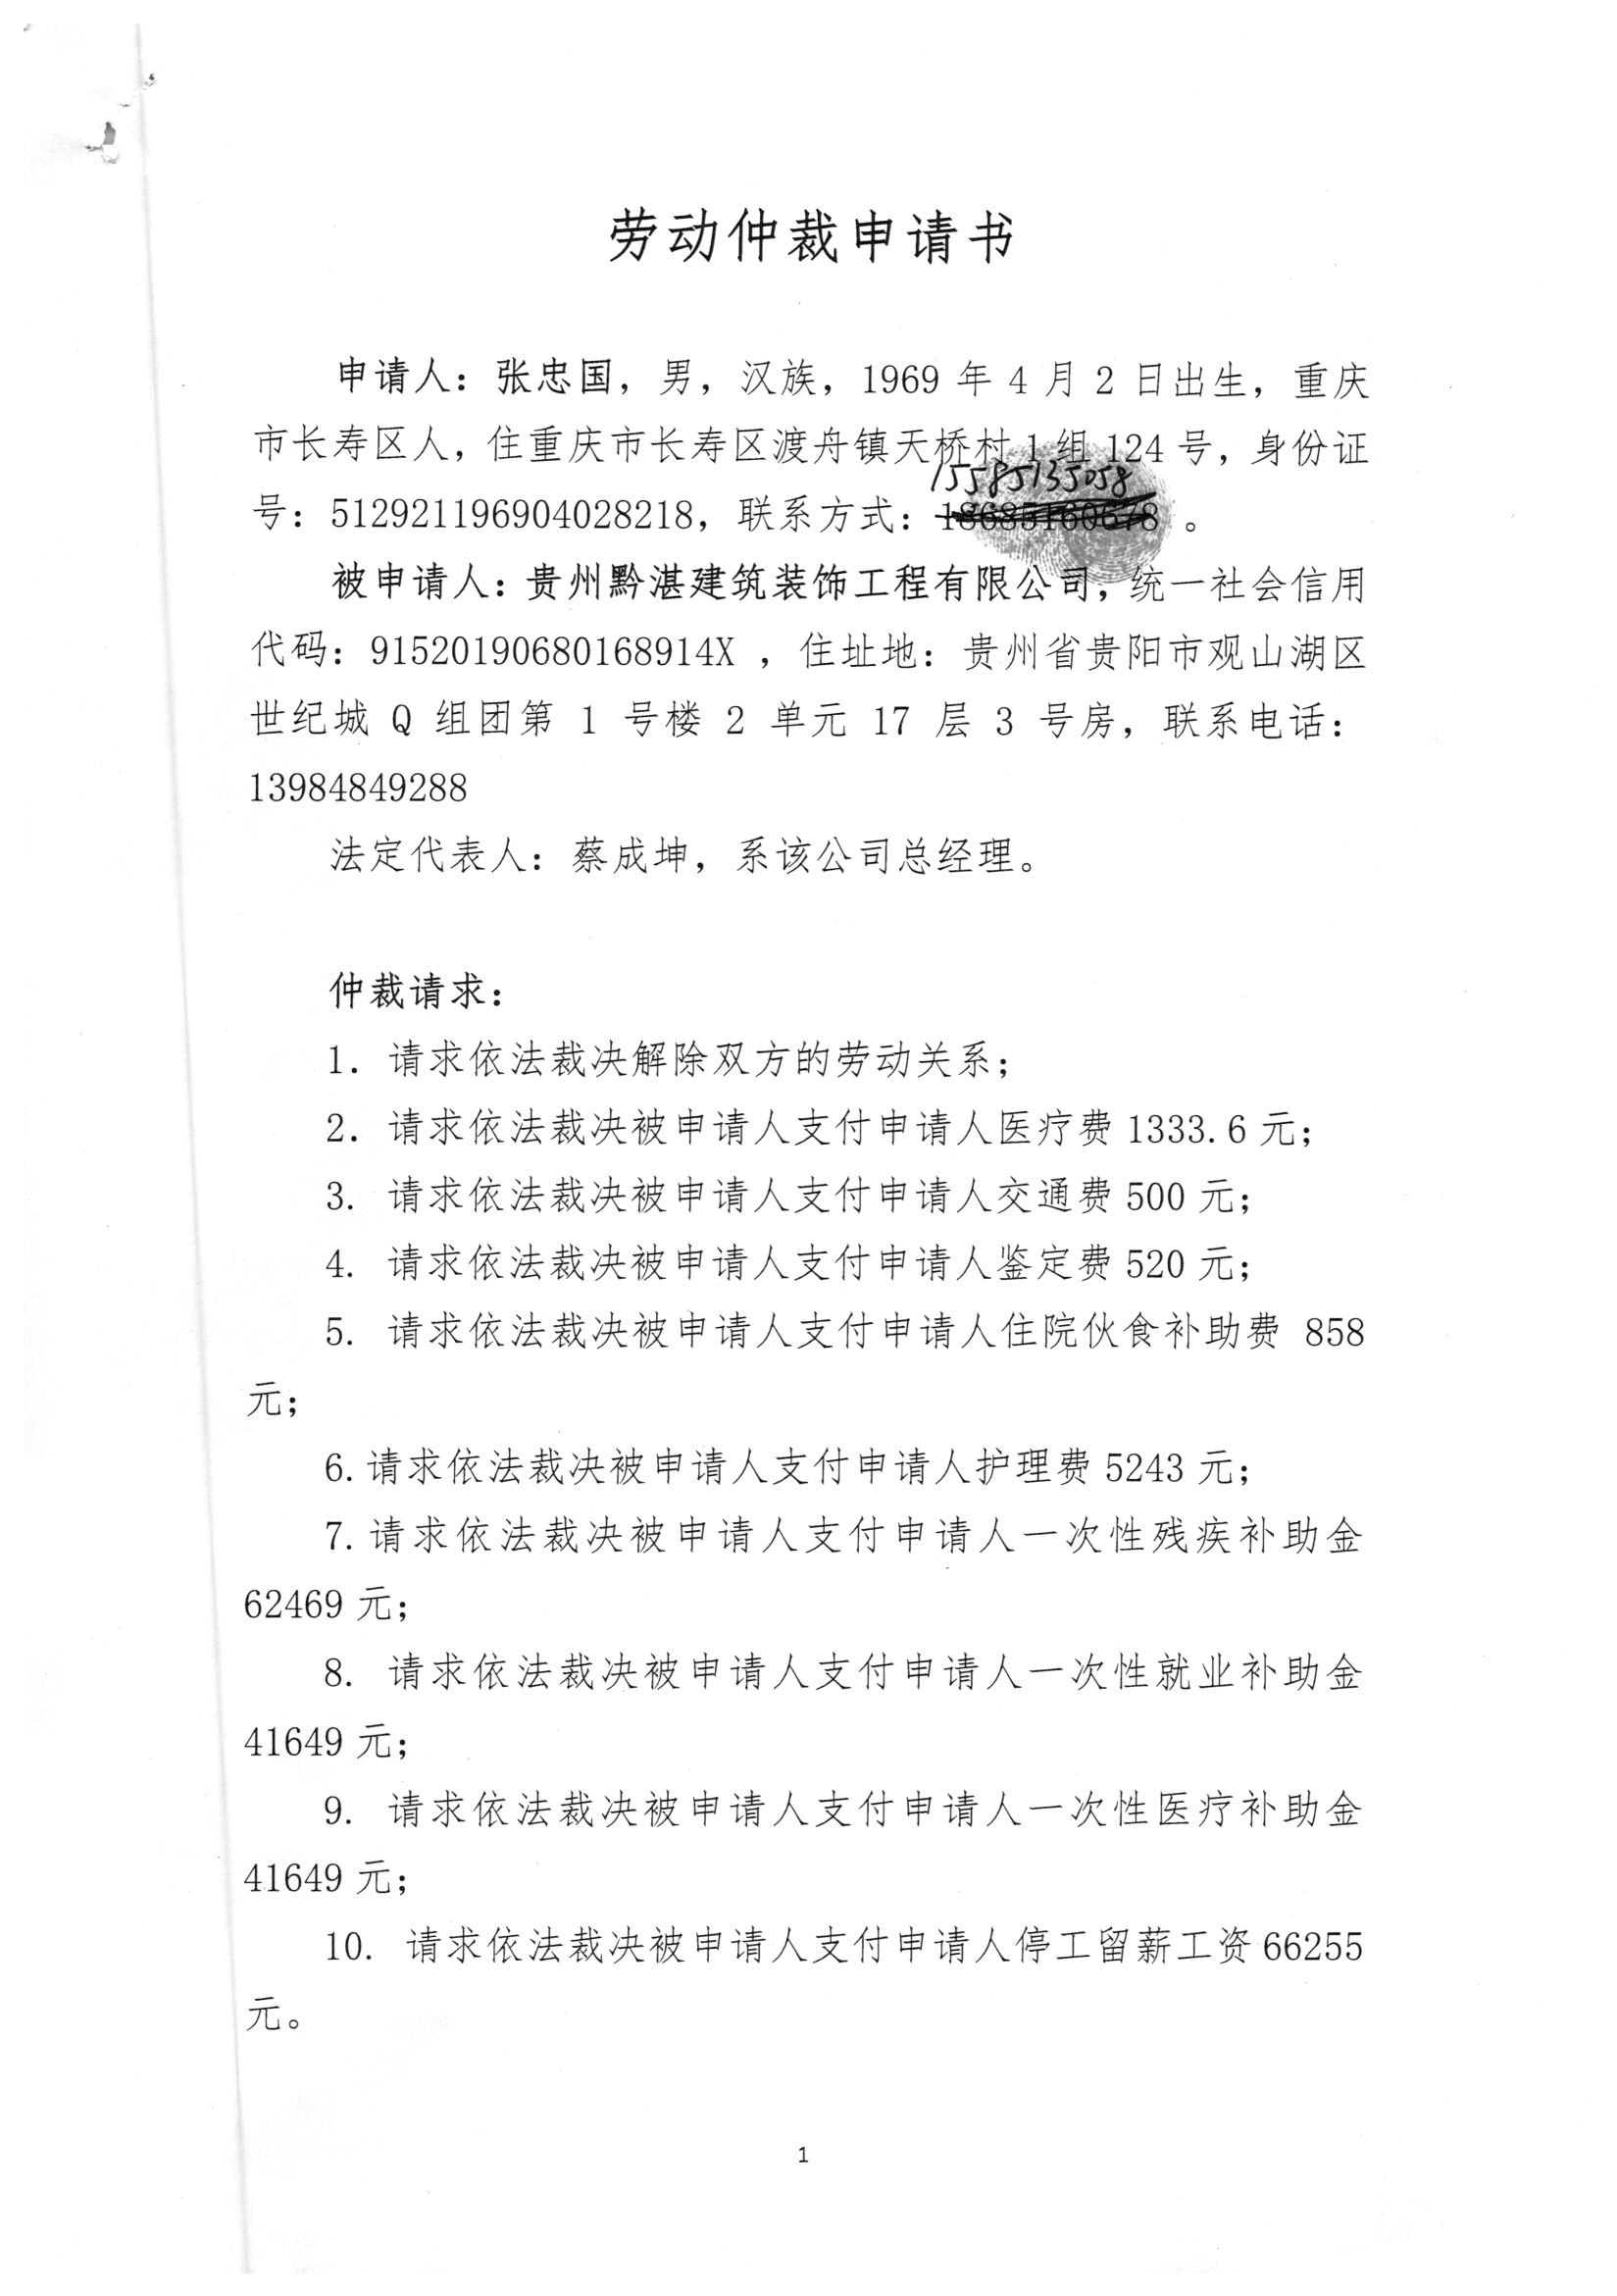 劳动仲裁申请书
申请人：张忠国，男，汉族，1969 年 4 月 2 日出生，重庆
市长寿区人，住重庆市长寿区渡舟镇天桥村 1 组 124 号，身份证
15585135058
号：512921196904028218，联系方式：18685160678 。
被申请人：贵州黔湛建筑装饰工程有限公司，统一社会信用
代码：91520190680168914X ，住址地：贵州省贵阳市观山湖区
世纪城 Q 组团第 1 号楼 2 单元 17 层 3 号房，联系电话：
13984849288
法定代表人：蔡成坤，系该公司总经理。
仲裁请求：
1. 请求依法裁决解除双方的劳动关系；
2. 请求依法裁决被申请人支付申请人医疗费 1333.6 元；
3. 请求依法裁决被申请人支付申请人交通费 500 元；
4. 请求依法裁决被申请人支付申请人鉴定费 520 元；
5. 请求依法裁决被申请人支付申请人住院伙食补助费 858
元；
6.请求依法裁决被申请人支付申请人护理费 5243 元；
7.请求依法裁决被申请人支付申请人一次性残疾补助金
62469 元；
8. 请求依法裁决被申请人支付申请人一次性就业补助金
41649 元；
9. 请求依法裁决被申请人支付申请人一次性医疗补助金
41649 元；
10. 请求依法裁决被申请人支付申请人停工留薪工资 66255
元。
1